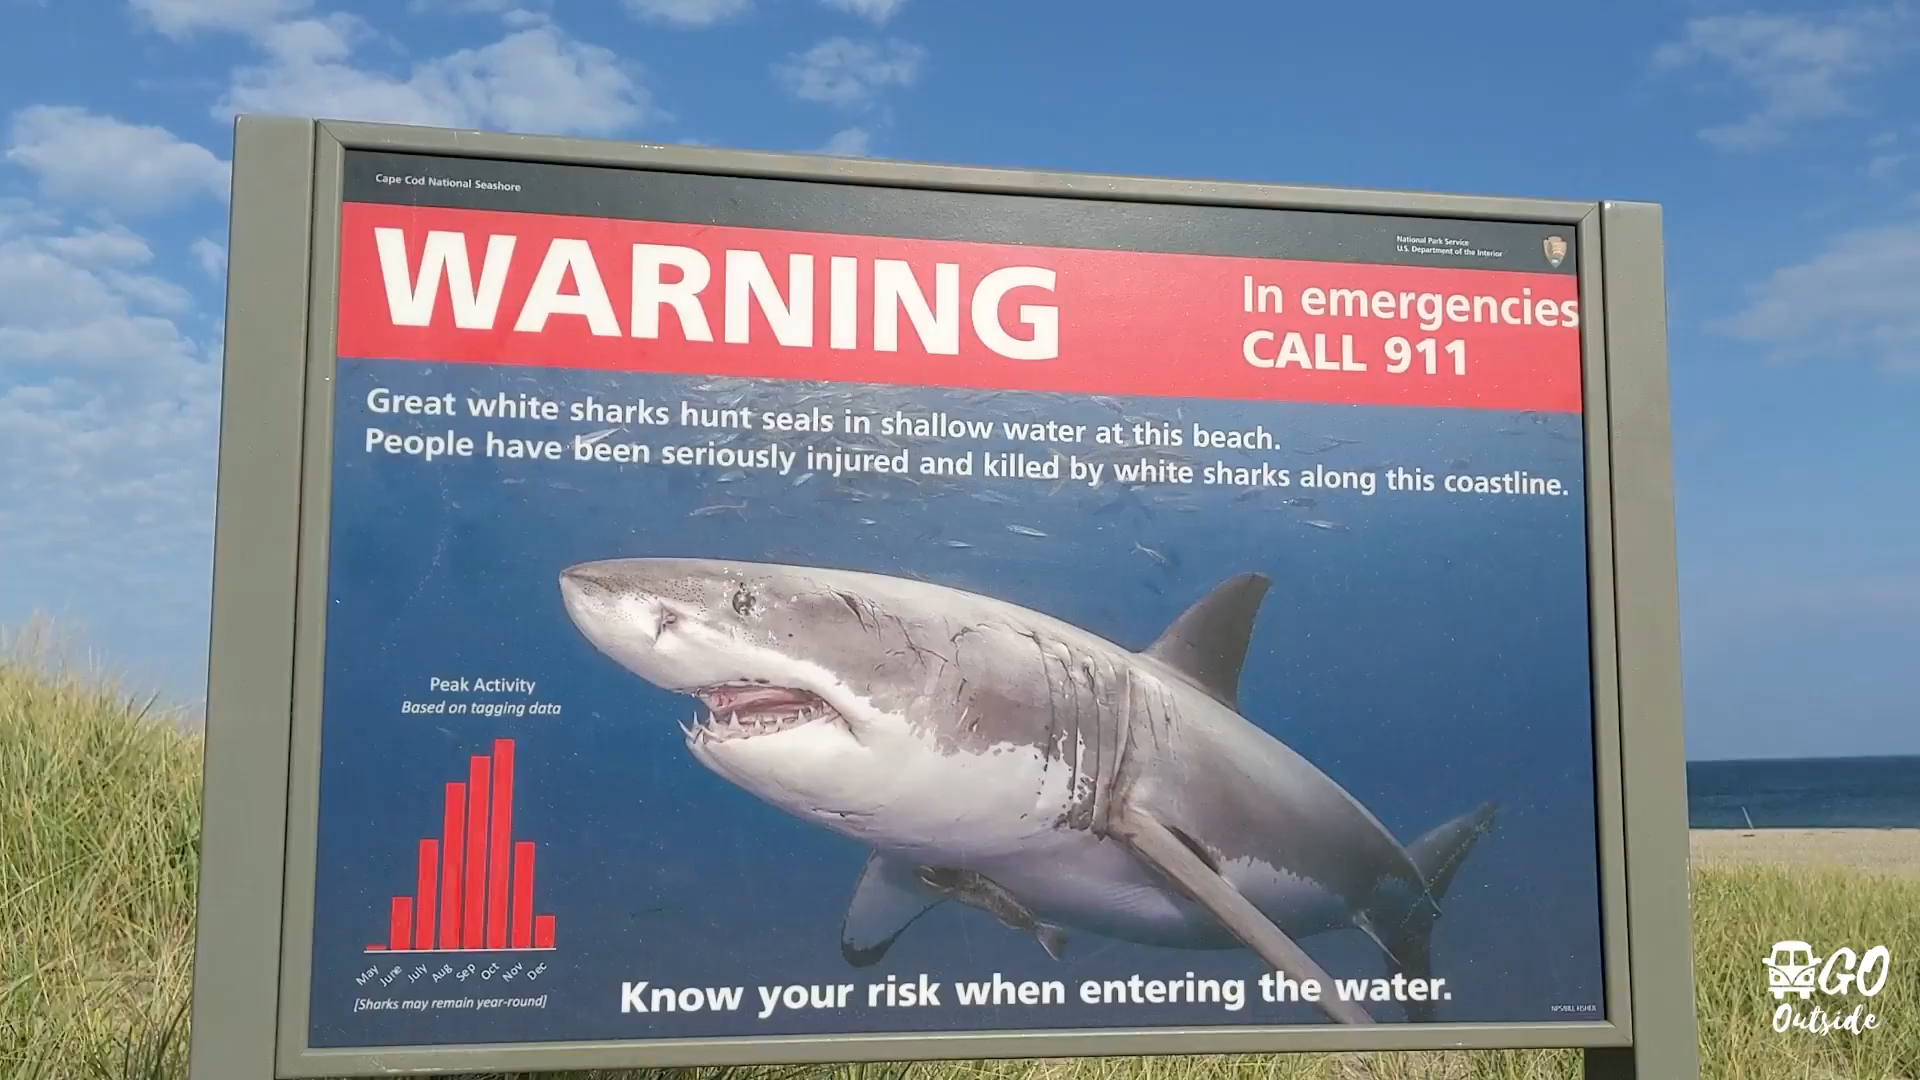 Cape Cod National Seashore
National Park Service
U.S. Department of the Interior
WARNING
In emergencies
CALL 911
Great white sharks hunt seals in shallow water at this beach.
People have been seriously injured and killed by white sharks along this coastline.
Peak Activity
Based on tagging data
May June July Aug Sep Oct Nov Dec
[Sharks may remain year-round]
Know your risk when entering the water.
NPS/BILL FISHER
GO
Outside